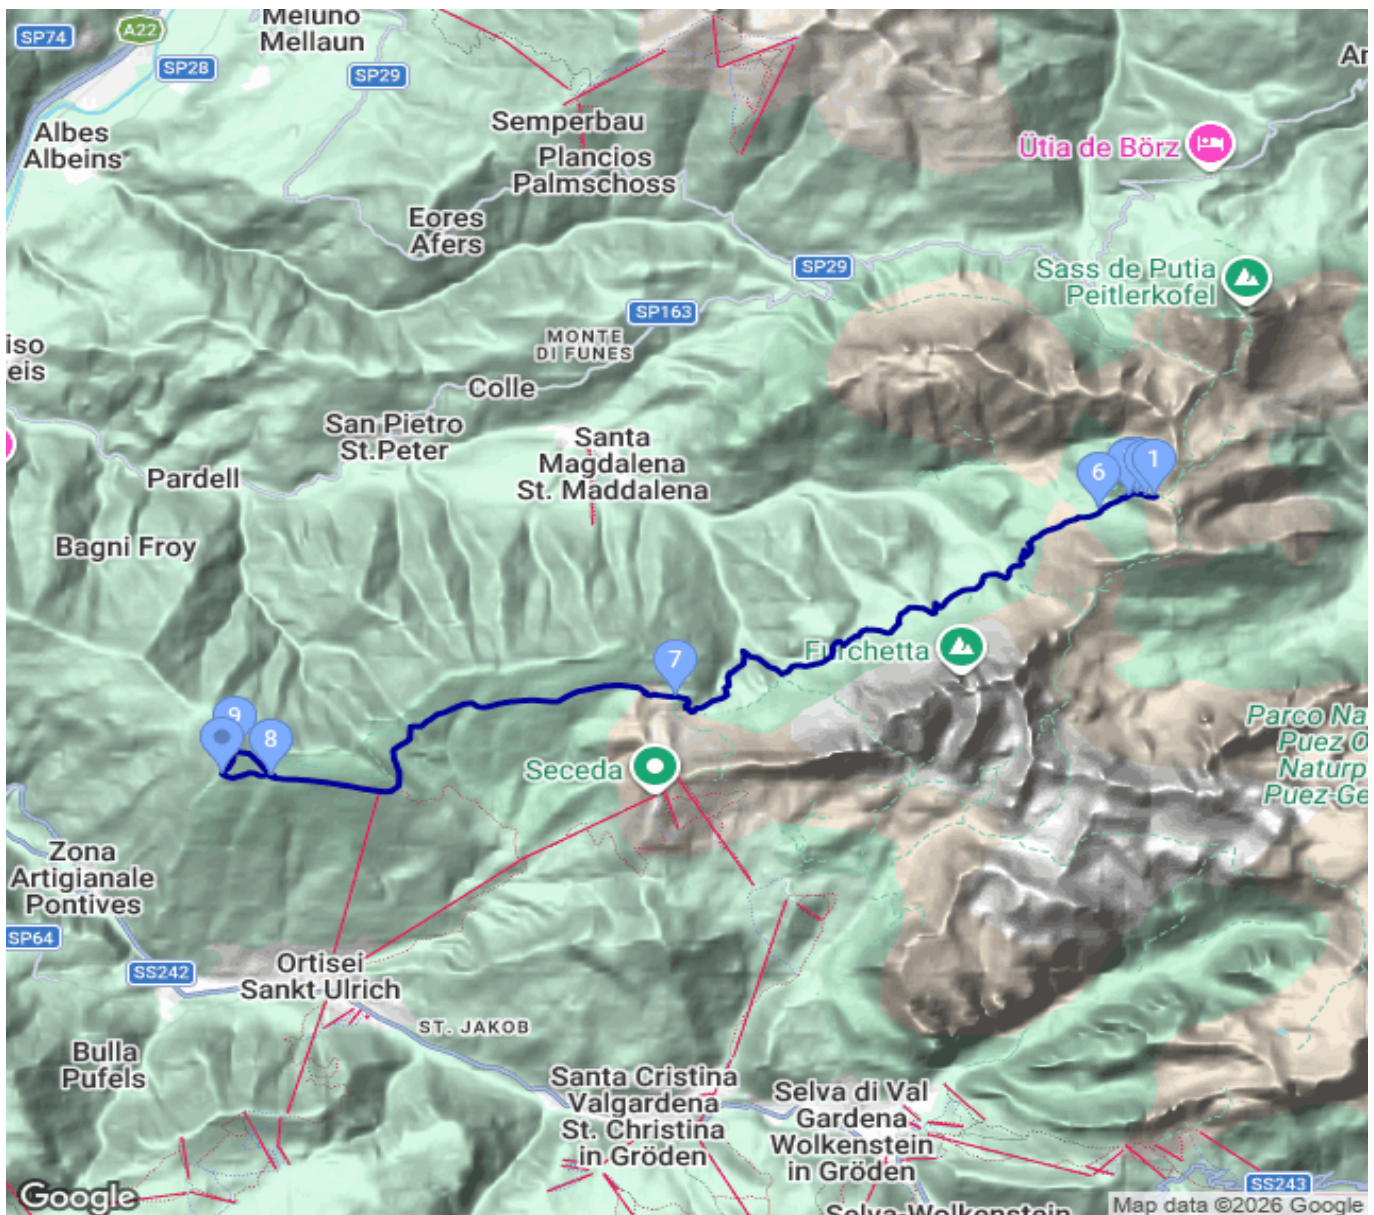 Meluno
Mellaun
SP74
A22
SP28
SP29
Albes
Albeins
Semperbau
Plancios
Palmschoss
Ütia de Börz
Eores
Afers
SP29
Sass de Putia
Peitlerkofel
SP163
MONTE
DI FUNES
iso
eis
Colle
San Pietro
St.Peter
Santa
Magdalena
St. Maddalena
Pardell
1
6
Bagni Froy
7
Furchetta
9
8
Seceda
Parco Na
Puez O
Naturp
Puez-Ge
Zona
Artigianale
Pontives
SP64
SS242
Ortisei
Sankt Ulrich
ST. JAKOB
Bulla
Pufels
Santa Cristina
Valgardena
St. Christina
in Gröden
Selva di Val
Gardena
Wolkenstein
in Gröden
SS243
Google
Selva-Wolkenstein
Map data ©2026 Google